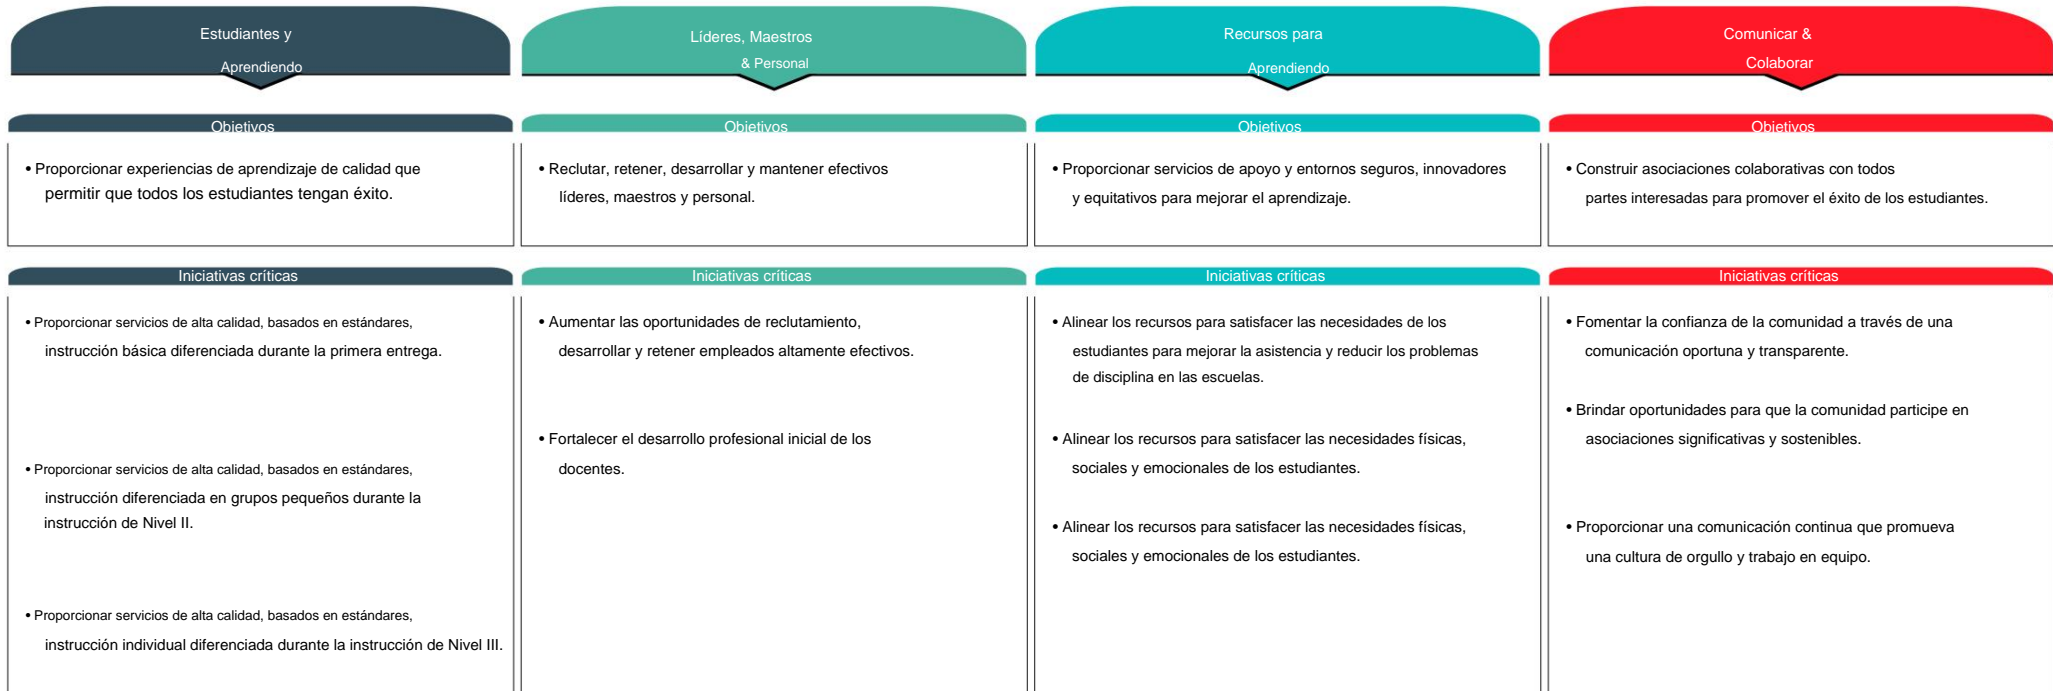 Estudiantes y
Aprendiendo
Objetivos
• Proporcionar experiencias de aprendizaje de calidad que
permitir que todos los estudiantes tengan éxito.
Iniciativas críticas
• Proporcionar servicios de alta calidad, basados en estándares,
instrucción básica diferenciada durante la primera entrega.
• Proporcionar servicios de alta calidad, basados en estándares,
instrucción diferenciada en grupos pequeños durante la
instrucción de Nivel II.
• Proporcionar servicios de alta calidad, basados en estándares,
instrucción individual diferenciada durante la instrucción de Nivel III.
Líderes, Maestros
& Personal
Objetivos
• Reclutar, retener, desarrollar y mantener efectivos
líderes, maestros y personal.
Iniciativas críticas
• Aumentar las oportunidades de reclutamiento,
desarrollar y retener empleados altamente efectivos.
• Fortalecer el desarrollo profesional inicial de los
docentes.
Recursos para
Aprendiendo
Objetivos
• Proporcionar servicios de apoyo y entornos seguros, innovadores
y equitativos para mejorar el aprendizaje.
Iniciativas críticas
• Alinear los recursos para satisfacer las necesidades de los
estudiantes para mejorar la asistencia y reducir los problemas
de disciplina en las escuelas.
• Alinear los recursos para satisfacer las necesidades físicas,
sociales y emocionales de los estudiantes.
• Alinear los recursos para satisfacer las necesidades físicas,
sociales y emocionales de los estudiantes.
Comunicar &
Colaborar
Objetivos
• Construir asociaciones colaborativas con todos
partes interesadas para promover el éxito de los estudiantes.
Iniciativas críticas
• Fomentar la confianza de la comunidad a través de una
comunicación oportuna y transparente.
• Brindar oportunidades para que la comunidad participe en
asociaciones significativas y sostenibles.
• Proporcionar una comunicación continua que promueva
una cultura de orgullo y trabajo en equipo.